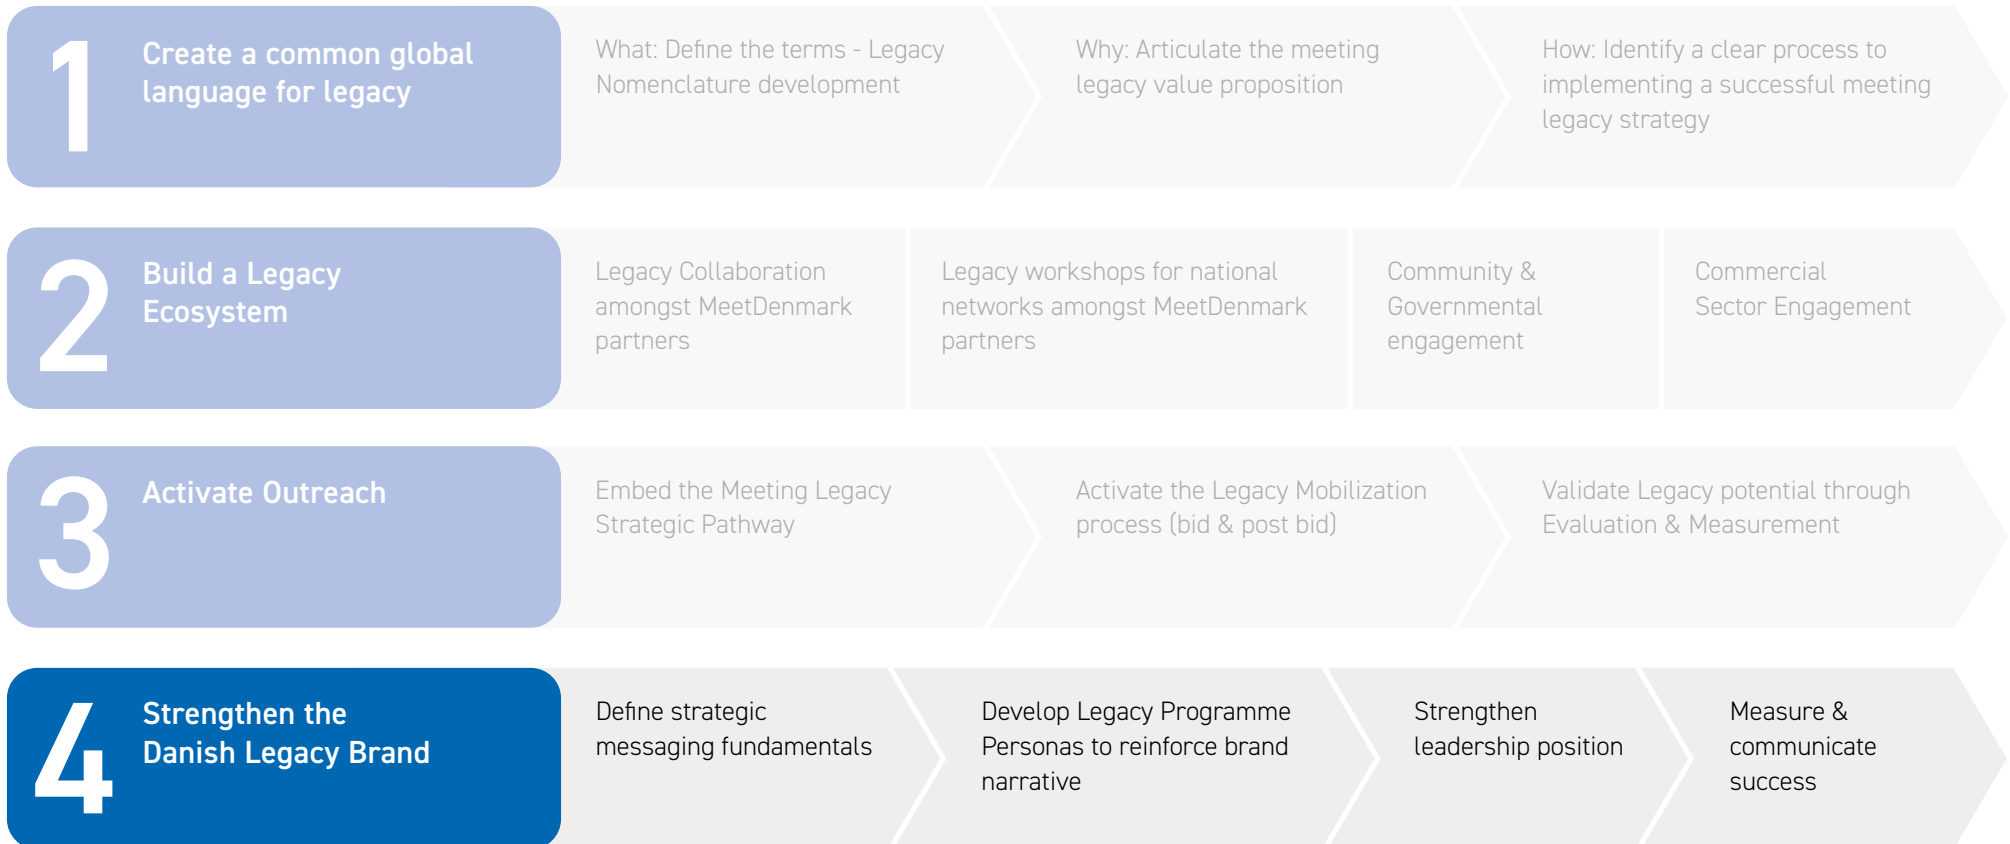 1
Create a common global
language for legacy
What: Define the terms - Legacy
Nomenclature development
Why: Articulate the meeting
legacy value proposition
How: Identify a clear process to
implementing a successful meeting
legacy strategy
2
Build a Legacy
Ecosystem
Legacy Collaboration
amongst MeetDenmark
partners
Legacy workshops for national
networks amongst MeetDenmark
partners
Community &
Governmental
engagement
Commercial
Sector Engagement
3
Activate Outreach
Embed the Meeting Legacy
Strategic Pathway
Activate the Legacy Mobilization
process (bid & post bid)
Validate Legacy potential through
Evaluation & Measurement
4
Strengthen the
Danish Legacy Brand
Define strategic
messaging fundamentals
Develop Legacy Programme
Personas to reinforce brand
narrative
Strengthen
leadership position
Measure &
communicate
success